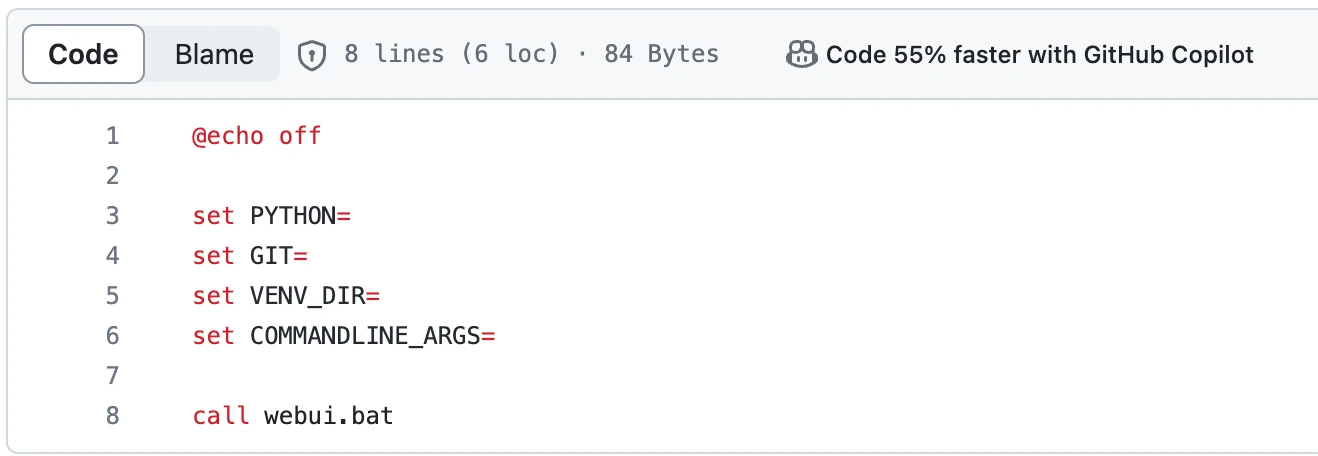 Code Blame 8 lines (6 loc) · 84 Bytes Code 55% faster with GitHub Copilot
1 @echo off
2
3 set PYTHON=
4 set GIT=
5 set VENV_DIR=
6 set COMMANDLINE_ARGS=
7
8 call webui.bat